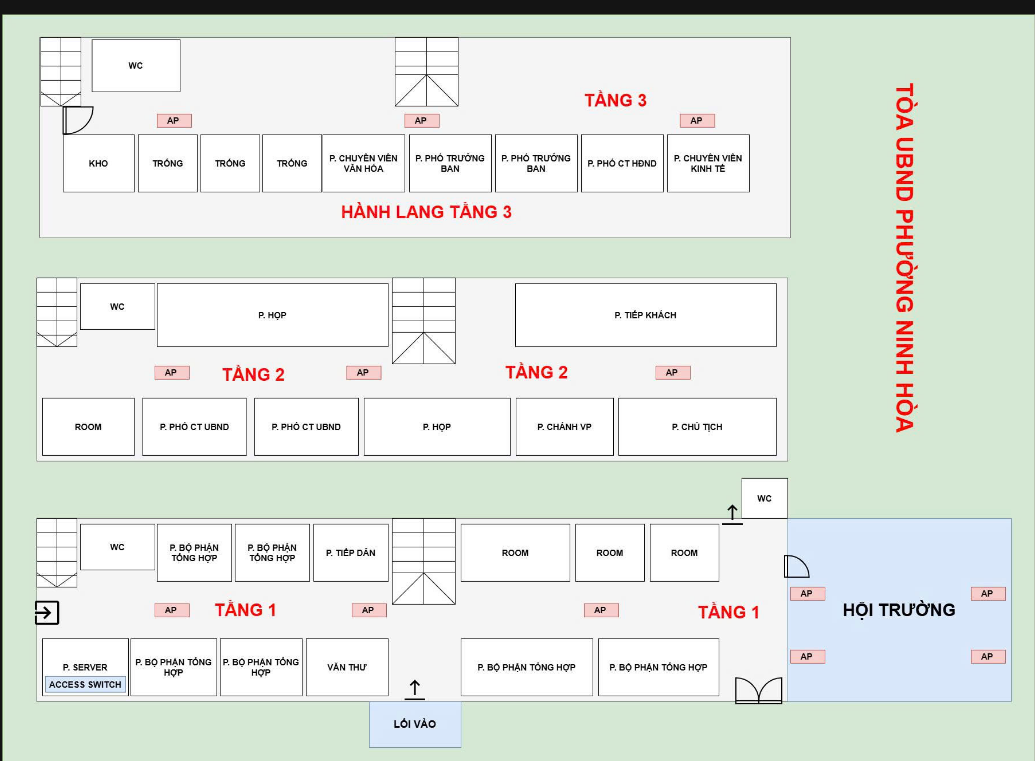 WC
TẦNG 3
AP
AP
AP
KHO
TRỐNG
TRỐNG
TRỐNG
P. CHUYÊN VIÊN
VĂN HÓA
P. PHÓ TRƯỞNG
BAN
P. PHÓ TRƯỞNG
BAN
P. PHÓ CT HĐND
P. CHUYÊN VIÊN
KINH TẾ
HÀNH LANG TẦNG 3
TÒA UBND PHƯỜNG NINH HÒA
WC
P. HỌP
P. TIẾP KHÁCH
AP
TẦNG 2
AP
TẦNG 2
AP
ROOM
P. PHÓ CT UBND
P. PHÓ CT UBND
P. HỌP
P. CHÁNH VP
P. CHỦ TỊCH
WC
WC
P. BỘ PHẬN
TỔNG HỢP
P. BỘ PHẬN
TỔNG HỢP
P. TIẾP DÂN
ROOM
ROOM
ROOM
AP
TẦNG 1
AP
AP
TẦNG 1
AP
AP
HỘI TRƯỜNG
AP
AP
P. SERVER
ACCESS SWITCH
P. BỘ PHẬN TỔNG
HỢP
P. BỘ PHẬN TỔNG
HỢP
VĂN THƯ
P. BỘ PHẬN TỔNG HỢP
P. BỘ PHẬN TỔNG HỢP
LỐI VÀO